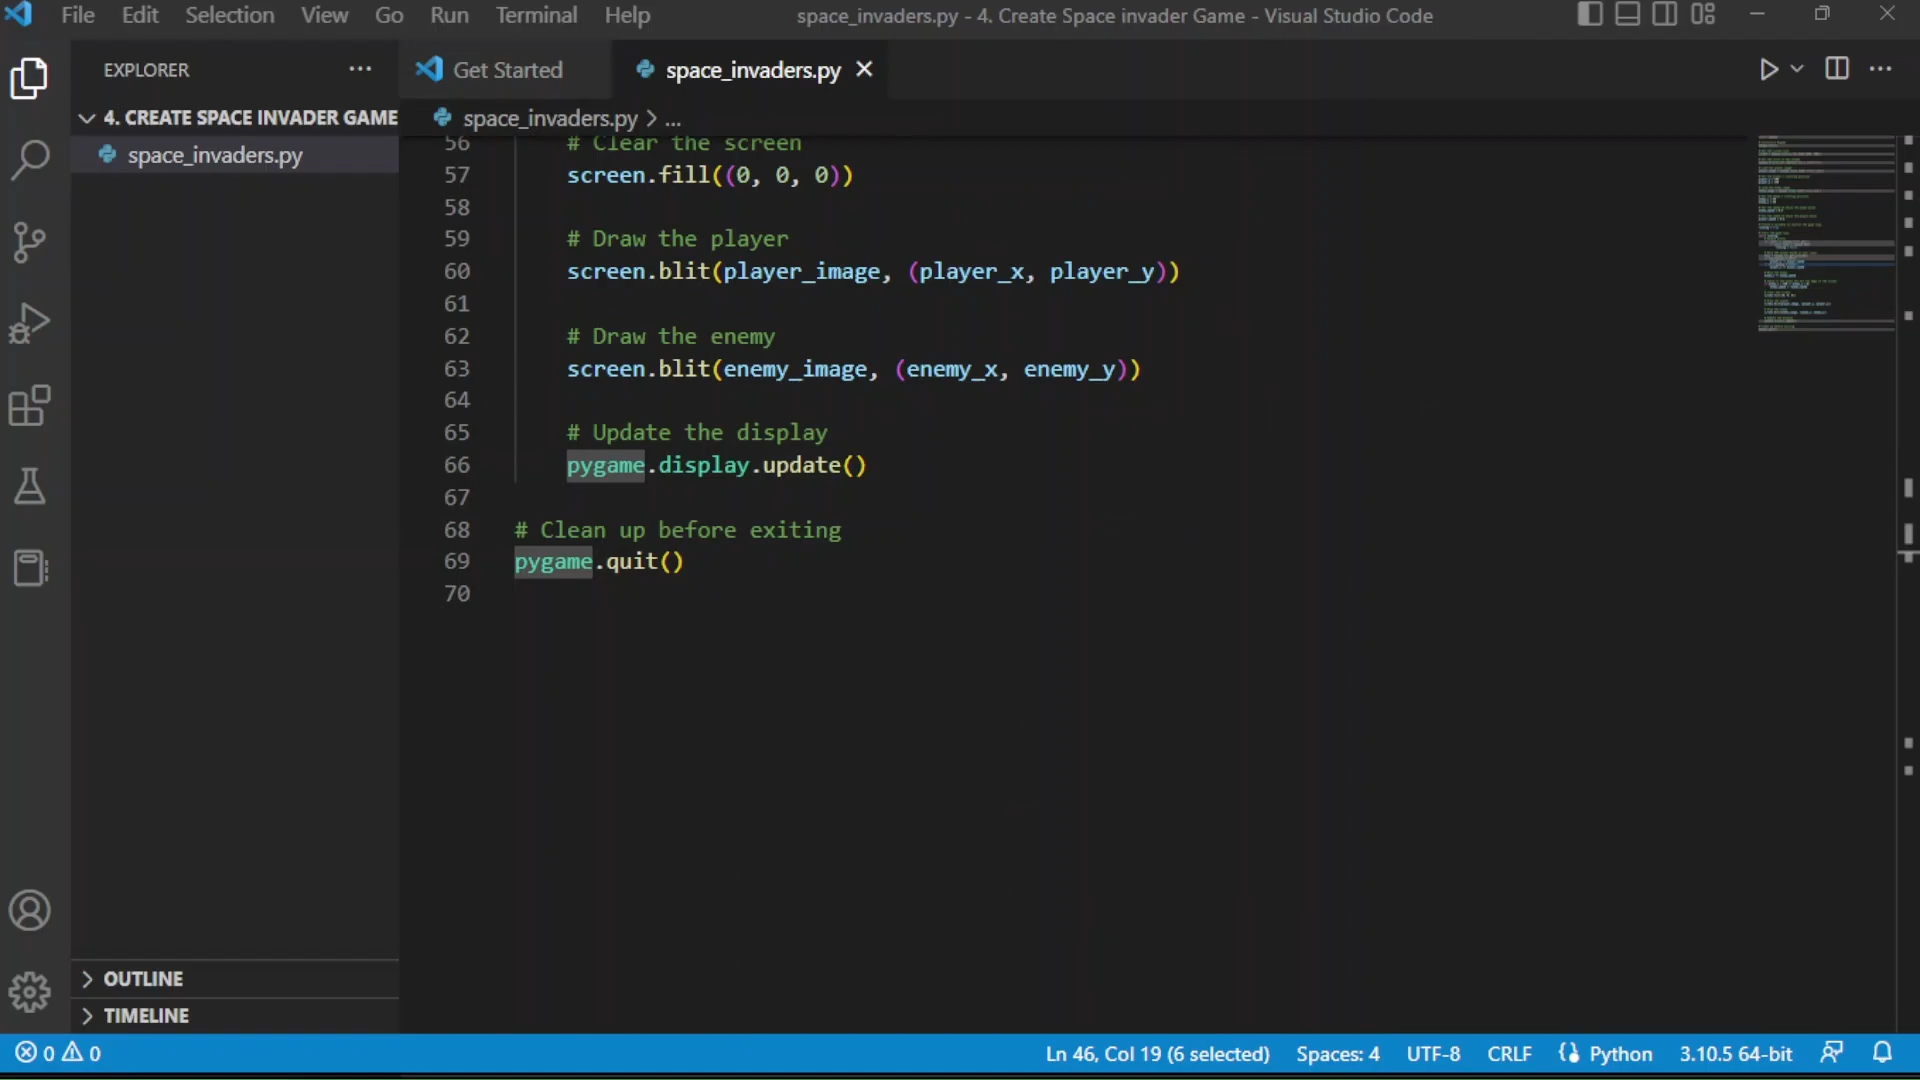 File Edit Selection View Go Run Terminal Help space_invaders.py - 4. Create Space invader Game - Visual Studio Code
EXPLORER
Get Started
space_invaders.py
4. CREATE SPACE INVADER GAME
space_invaders.py > ...
space_invaders.py
56 # Clear the screen
57 screen.fill((0, 0, 0))
58
59 # Draw the player
60 screen.blit(player_image, (player_x, player_y))
61
62 # Draw the enemy
63 screen.blit(enemy_image, (enemy_x, enemy_y))
64
65 # Update the display
66 pygame.display.update()
67
68 # Clean up before exiting
69 pygame.quit()
70
OUTLINE
TIMELINE
0 0 Ln 46, Col 19 (6 selected) Spaces: 4 UTF-8 CRLF Python 3.10.5 64-bit